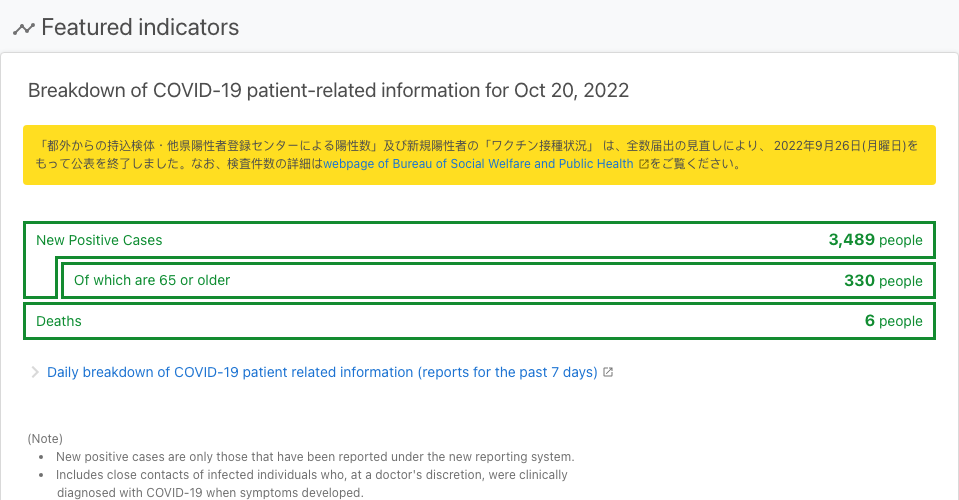 Featured indicators
Breakdown of COVID-19 patient-related information for Oct 20, 2022
「都外からの持込検体・他県陽性者登録センターによる陽性数」及び新規陽性者の「ワクチン接種状況」 は、全数届出の見直しにより、 2022年9月26日(月曜日)を
もって公表を終了しました。なお、検査件数の詳細はwebpage of Bureau of Social Welfare and Public Health をご覧ください。
New Positive Cases 3,489 people
Of which are 65 or older 330 people
Deaths 6 people
Daily breakdown of COVID-19 patient related information (reports for the past 7 days)
(Note)
• New positive cases are only those that have been reported under the new reporting system.
• Includes close contacts of infected individuals who, at a doctor's discretion, were clinically
diagnosed with COVID-19 when symptoms developed.